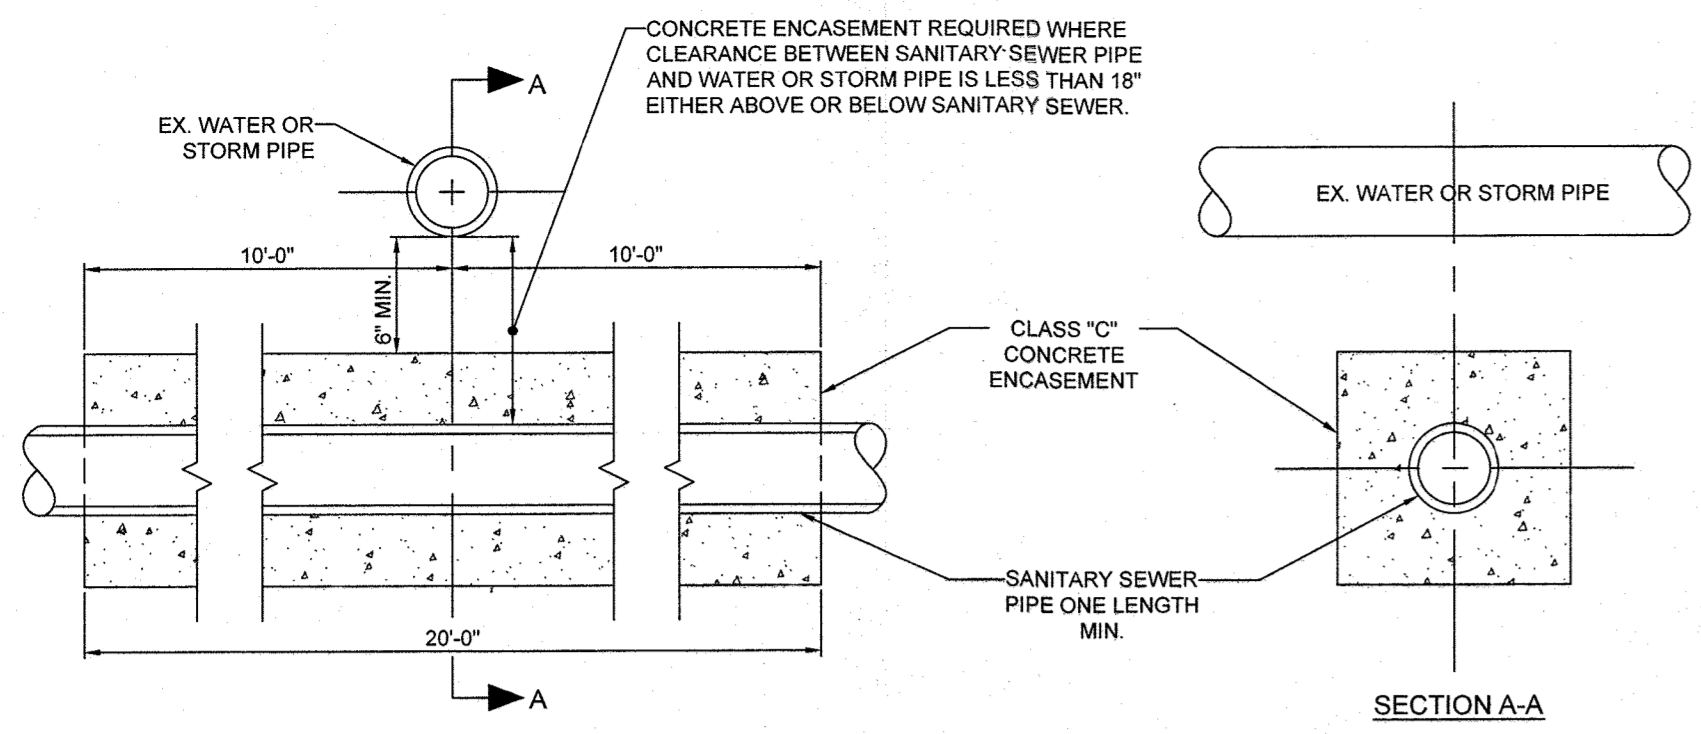 CONCRETE ENCASEMENT REQUIRED WHERE
CLEARANCE BETWEEN SANITARY SEWER PIPE
AND WATER OR STORM PIPE IS LESS THAN 18"
EITHER ABOVE OR BELOW SANITARY SEWER.
A
EX. WATER OR
STORM PIPE
EX. WATER OR STORM PIPE
10'-0"
10'-0"
6" MIN.
CLASS "C"
CONCRETE
ENCASEMENT
SANITARY SEWER
PIPE ONE LENGTH
MIN.
20'-0"
A
SECTION A-A